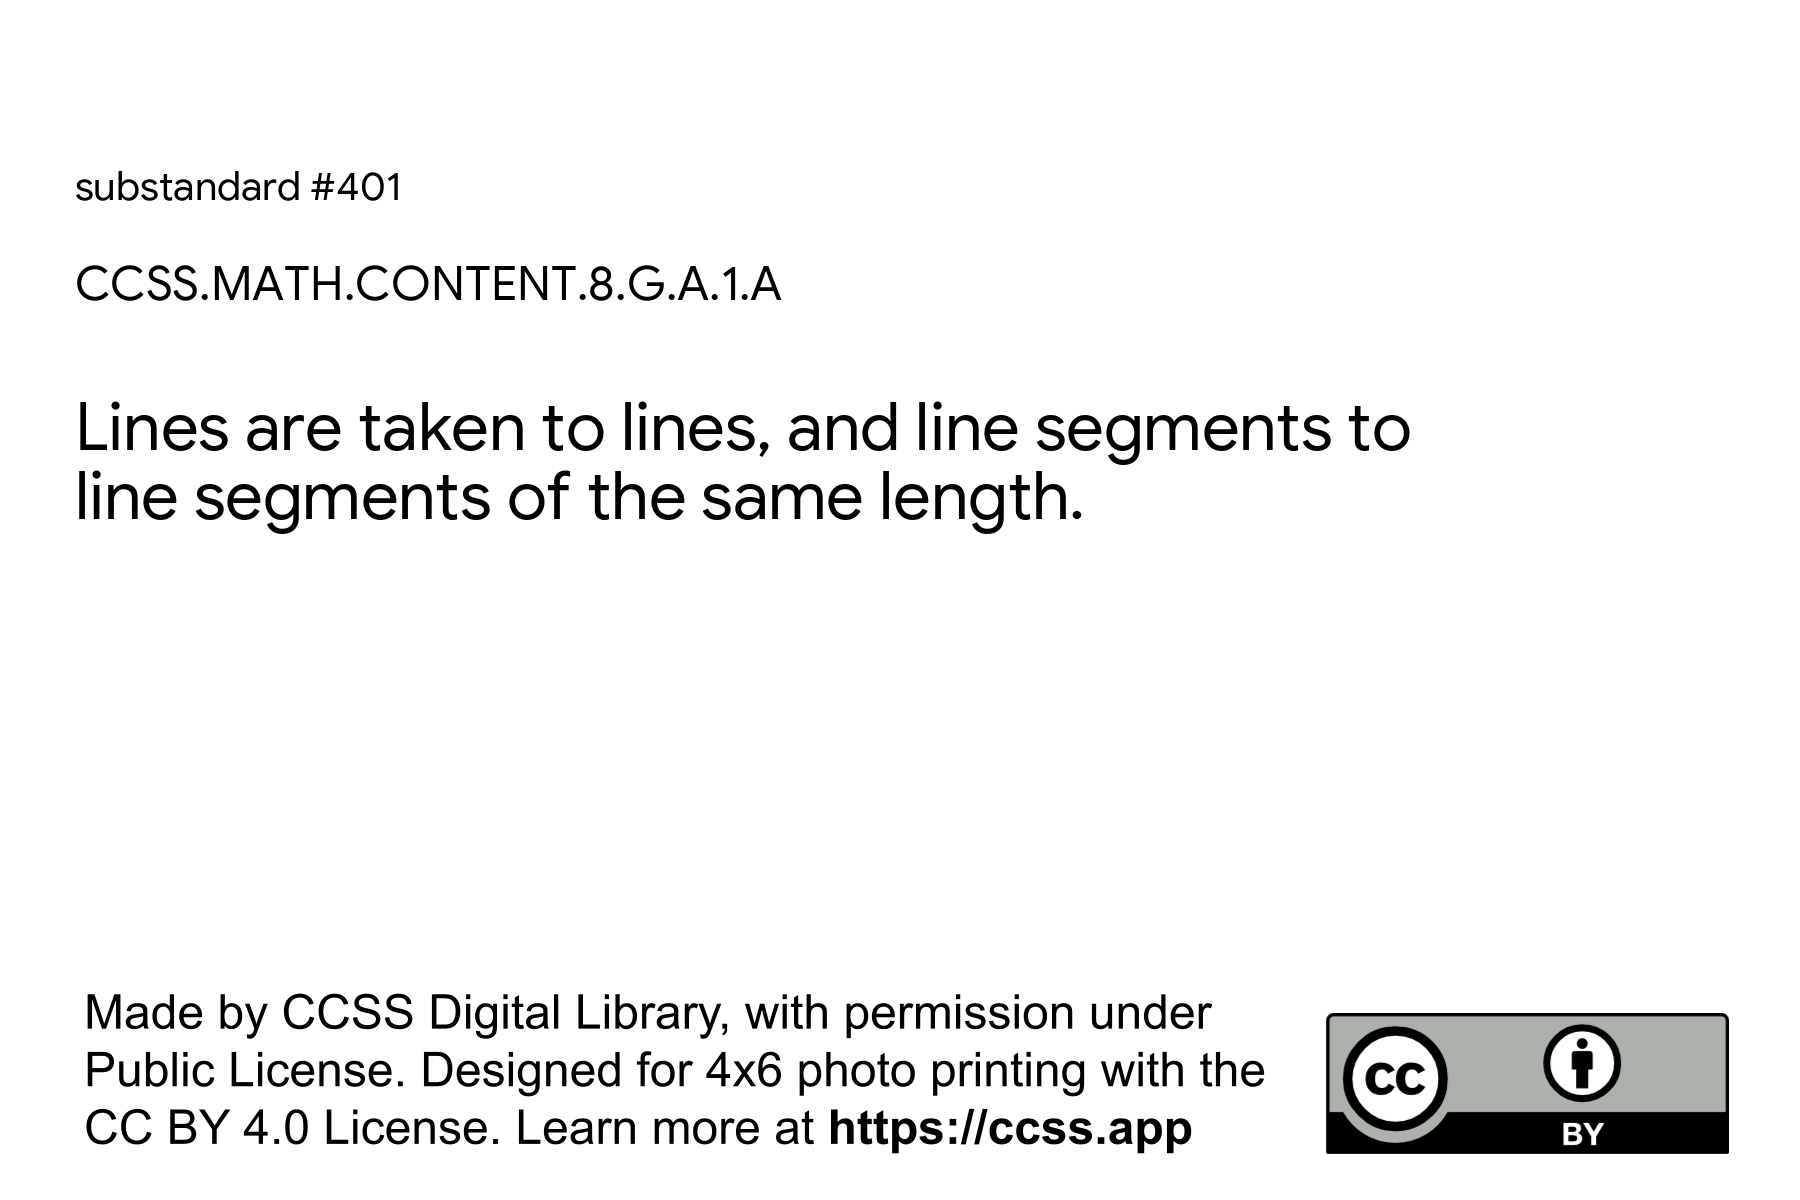 substandard #401
CCSS.MATH.CONTENT.8.G.A.1.A
Lines are taken to lines, and line segments to
line segments of the same length.
Made by CCSS Digital Library, with permission under
Public License. Designed for 4x6 photo printing with the
CC BY 4.0 License. Learn more at https://ccss.app
CC
BY